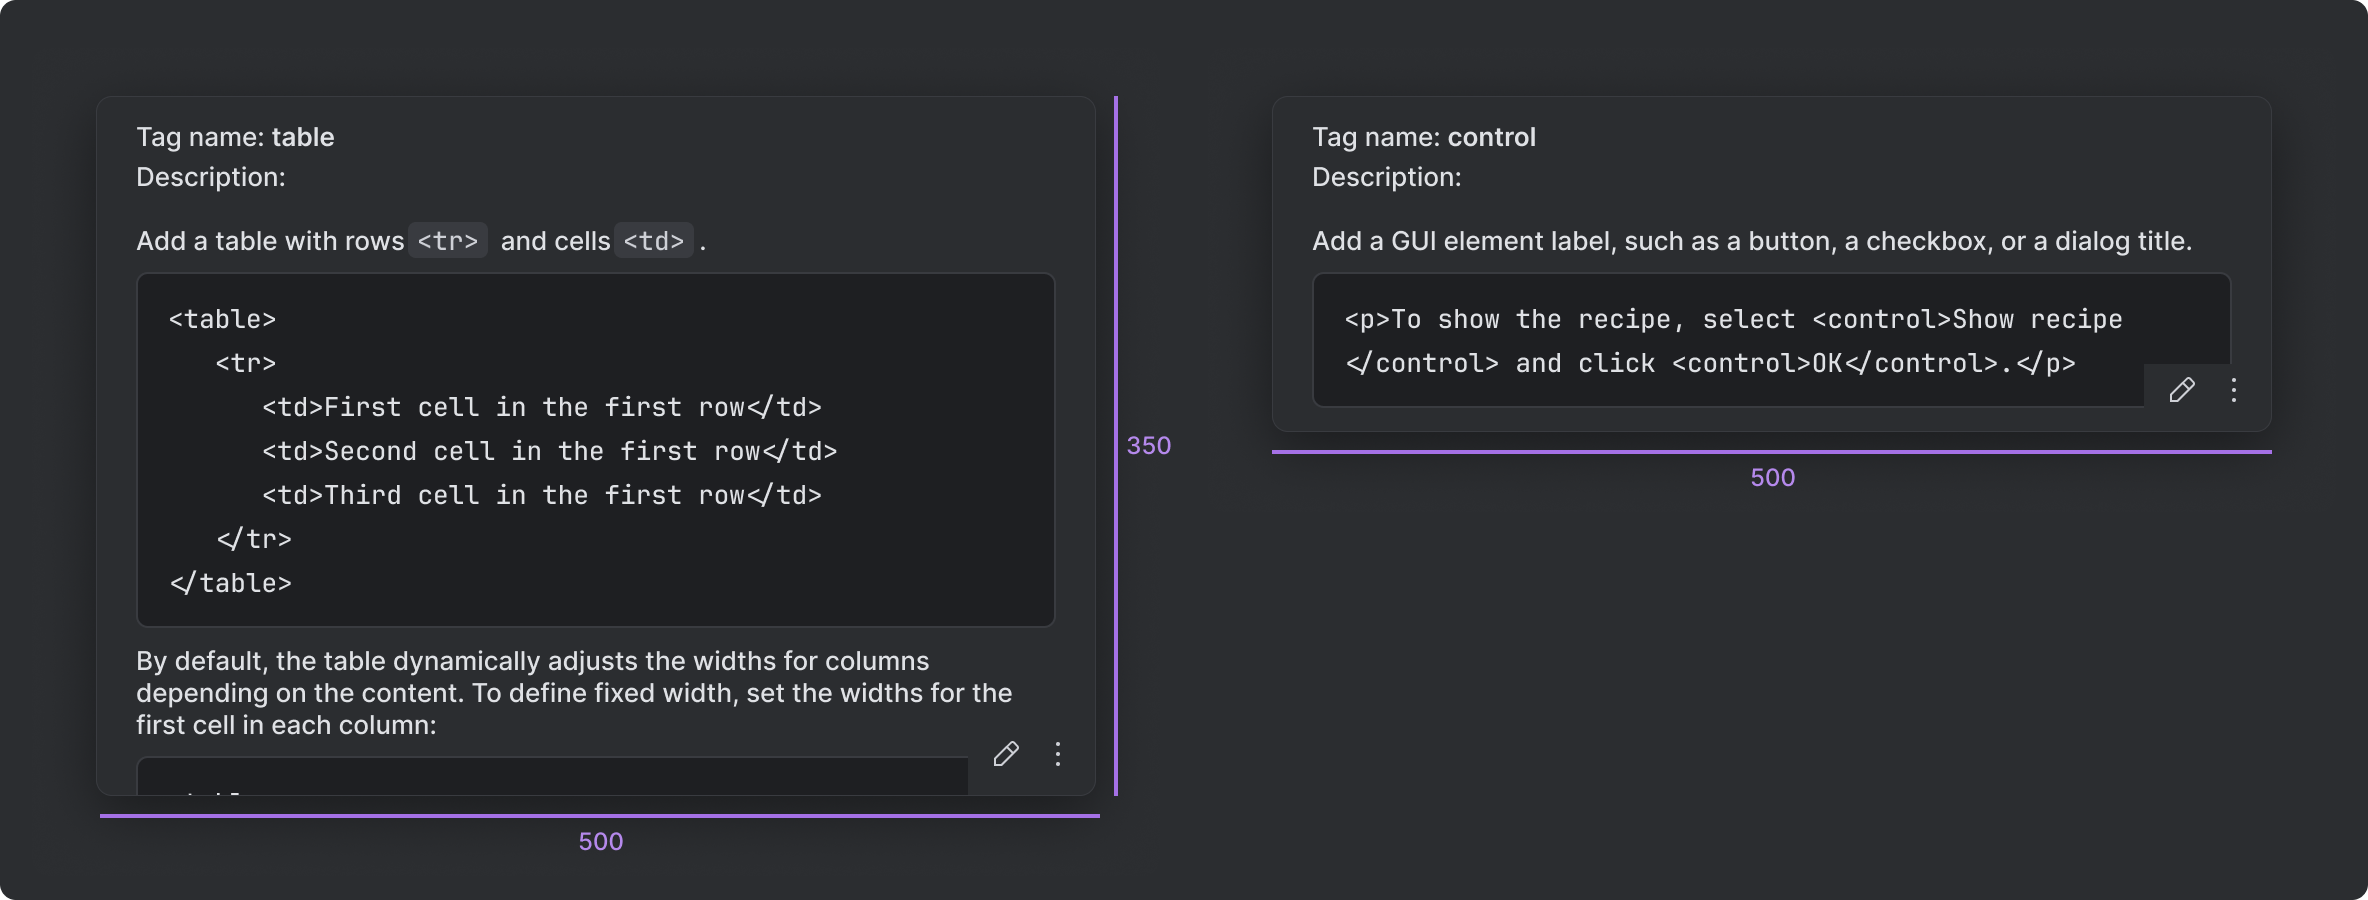 Tag name: table
Description:
Add a table with rows <tr> and cells <td> .
<table>
   <tr>
      <td>First cell in the first row</td>
      <td>Second cell in the first row</td>
      <td>Third cell in the first row</td>
   </tr>
</table>
By default, the table dynamically adjusts the widths for columns
depending on the content. To define fixed width, set the widths for the
first cell in each column:
350
500
Tag name: control
Description:
Add a GUI element label, such as a button, a checkbox, or a dialog title.
<p>To show the recipe, select <control>Show recipe
</control> and click <control>OK</control>.</p>
500